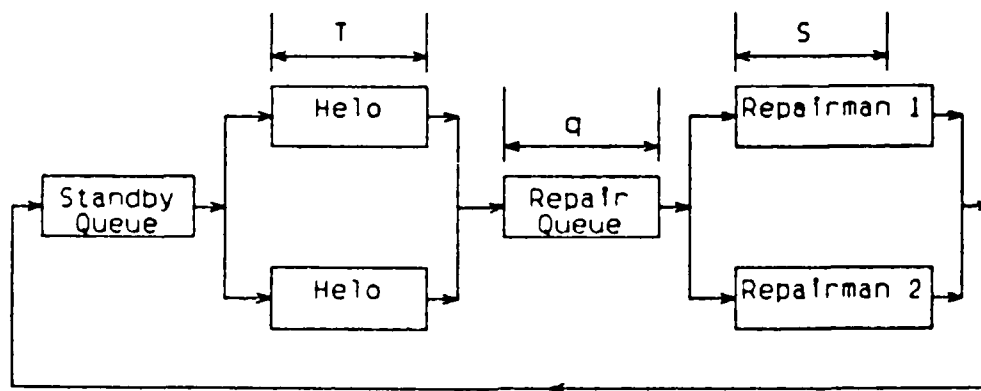 T
S
Helo
Repairman 1
q
Standby
Queue
Repair
Queue
Helo
Repairman 2